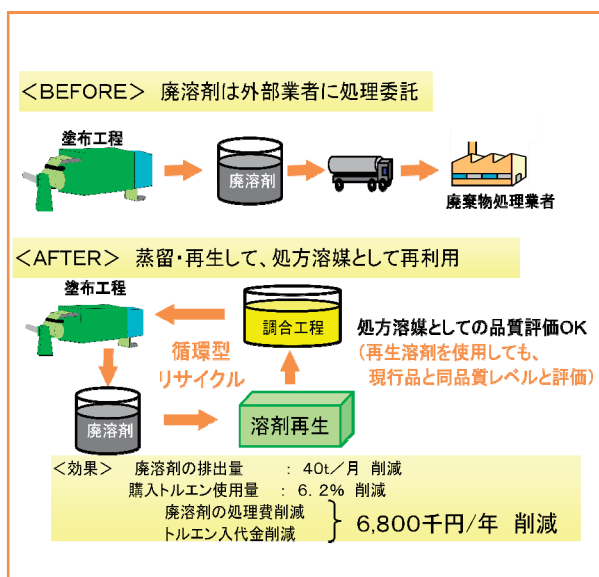 ＜BEFORE＞ 廃溶剤は外部業者に処理委託
塗布工程
廃溶剤
廃棄物処理業者
＜AFTER＞ 蒸留・再生して、処方溶媒として再利用
塗布工程
調合工程
処方溶媒としての品質評価OK
（再生溶剤を使用しても、
現行品と同品質レベルと評価）
循環型
リサイクル
廃溶剤
溶剤再生
＜効果＞ 廃溶剤の排出量 ： 40t／月 削減
購入トルエン使用量 ： 6．2％ 削減
廃溶剤の処理費削減
トルエン入代金削減
6,800千円/年 削減